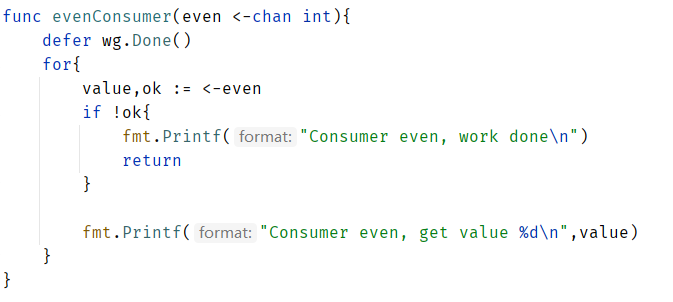 func evenConsumer(even <-chan int){
    defer wg.Done()
    for{
        value,ok := <-even
        if !ok{
            fmt.Printf( format: "Consumer even, work done\n")
            return
        }

        fmt.Printf( format: "Consumer even, get value %d\n",value)
    }
}